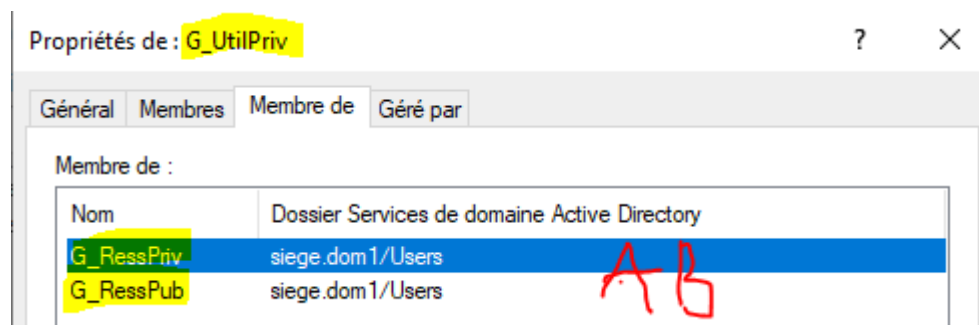 Propriétés de : G_UtilPriv ? ×
Général Membres Membre de Géré par
Membre de :
Nom Dossier Services de domaine Active Directory
G_RessPriv siege.dom1/Users
G_RessPub siege.dom1/Users
AB